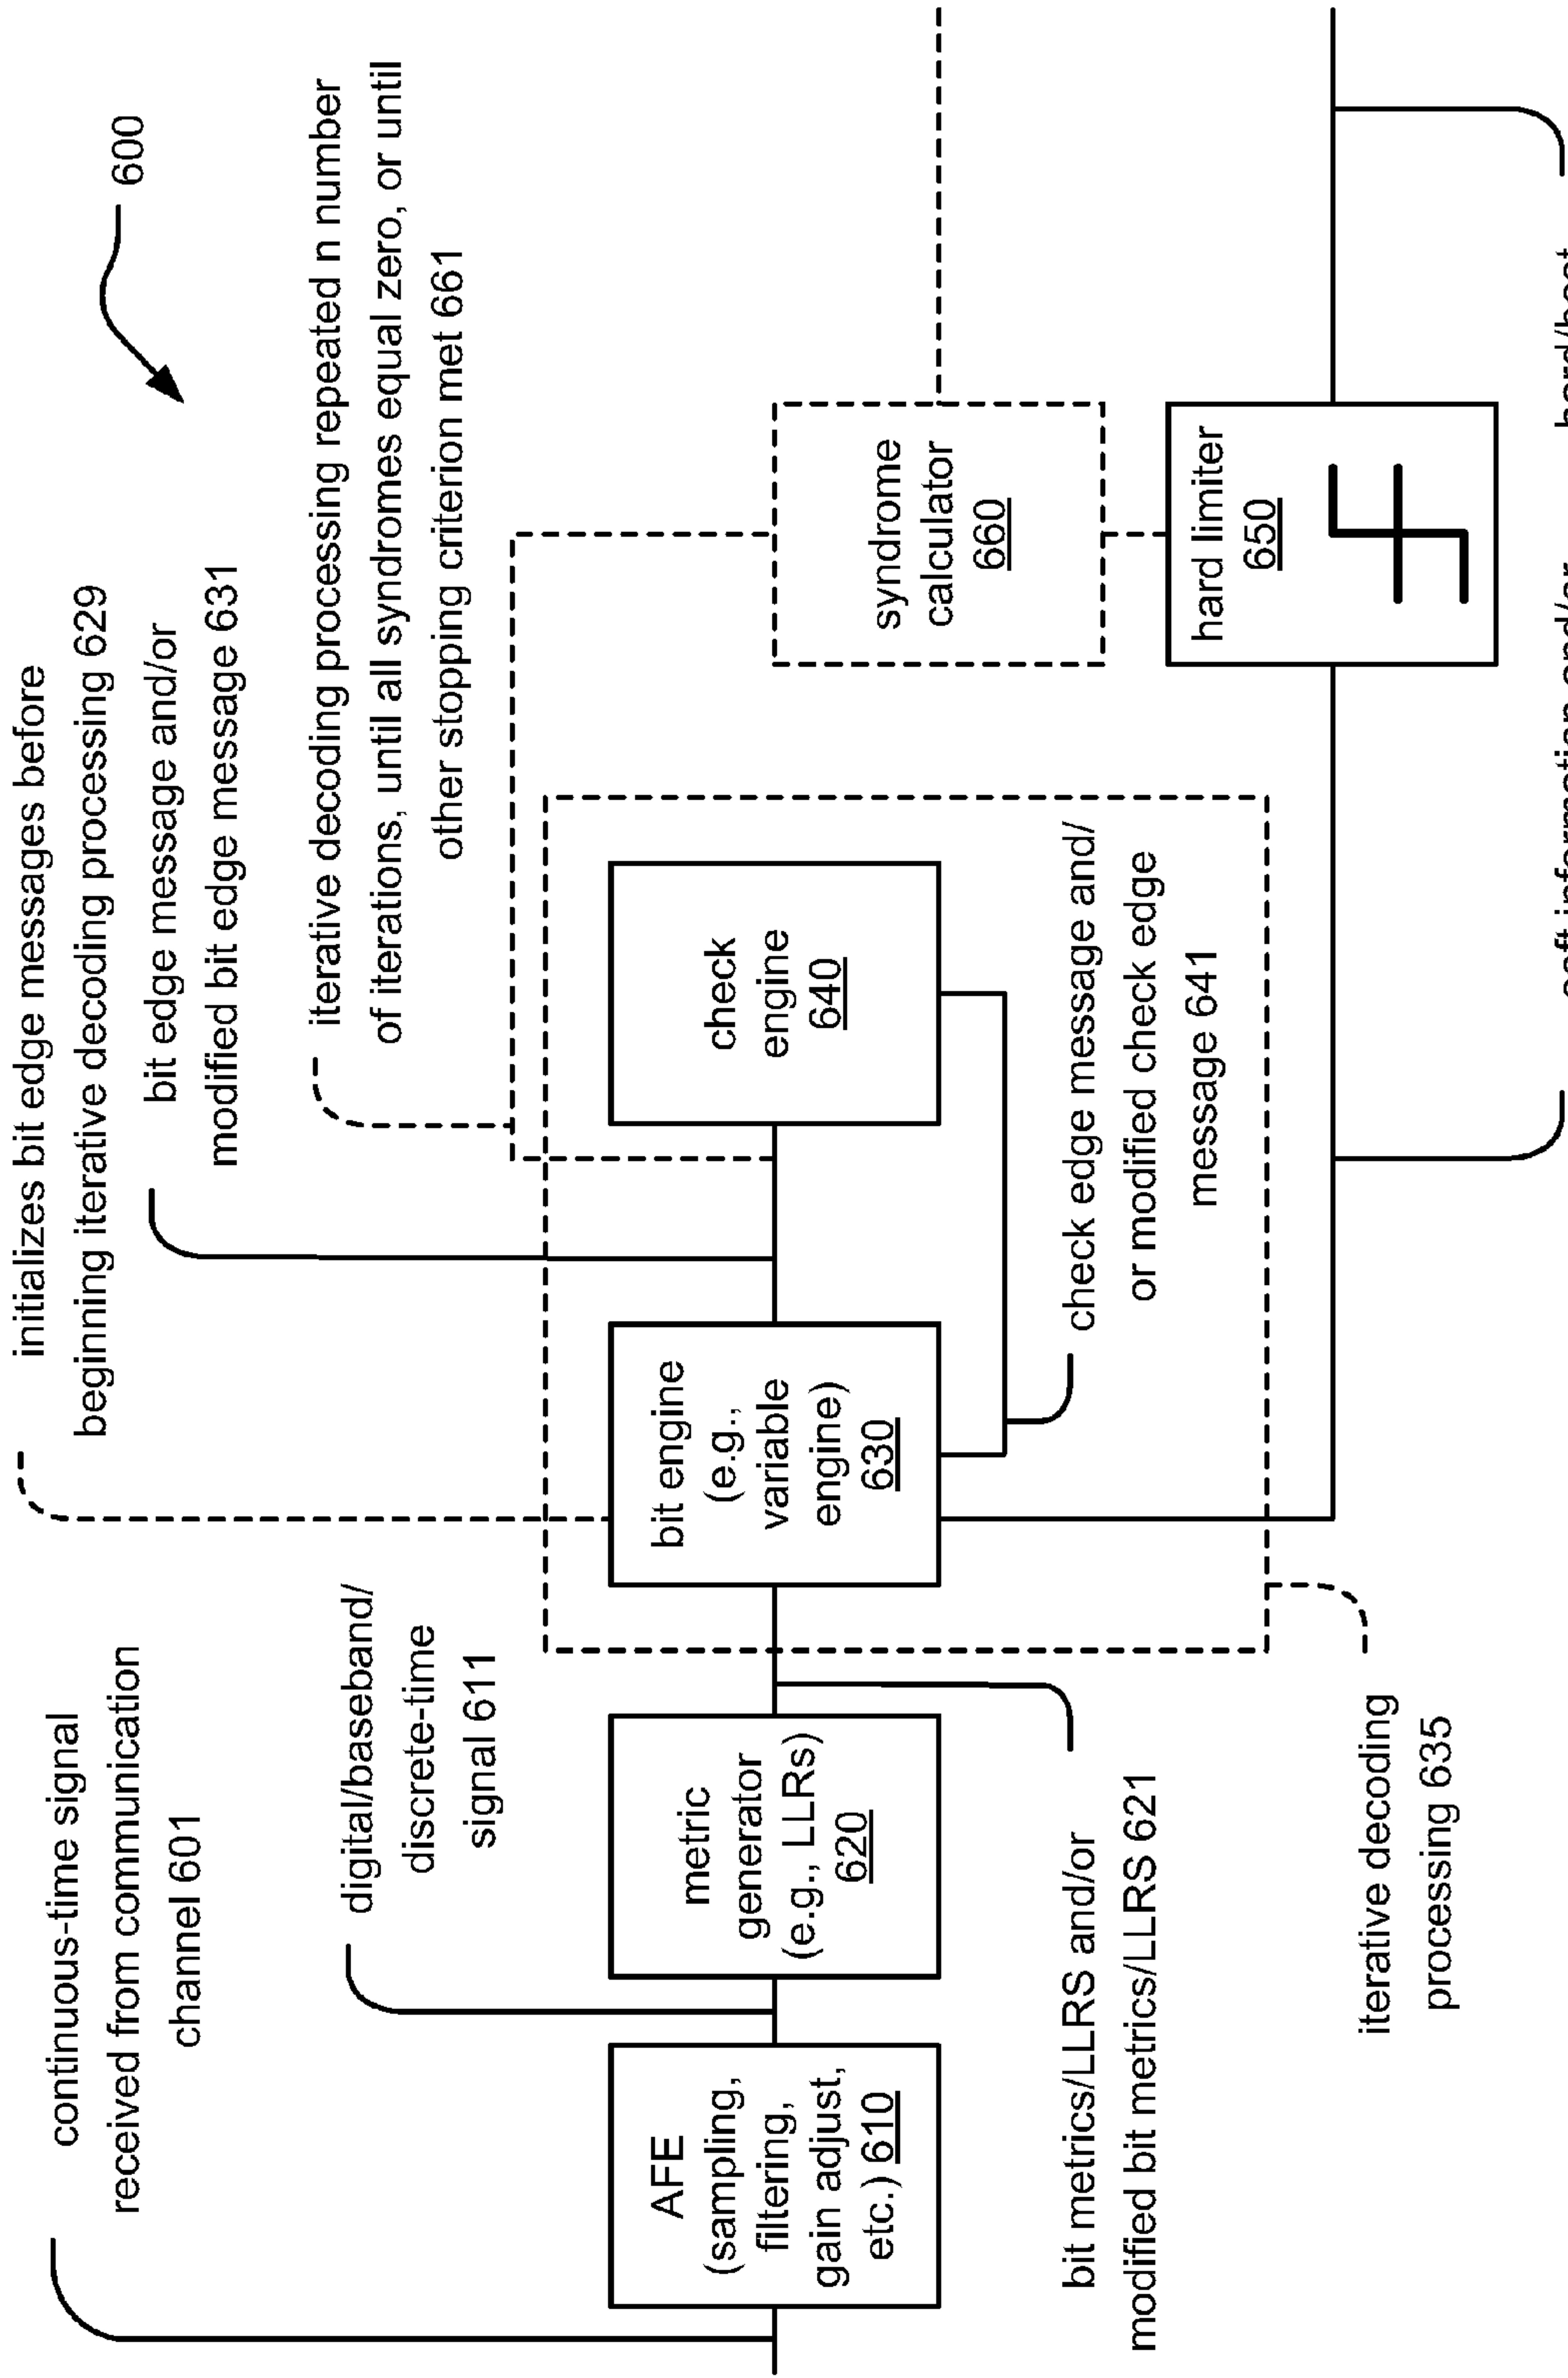 600
continuous-time signal
received from communication
channel 601
initializes bit edge messages before
beginning iterative decoding processing 629
bit edge message and/or
modified bit edge message 631
iterative decoding processing repeated n number
of iterations, until all syndromes equal zero, or until
other stopping criterion met 661
digital/baseband/
discrete-time
signal 611
AFE
(sampling,
filtering,
gain adjust,
etc.) 610
metric
generator
(e.g., LLRs)
620
bit engine
(e.g.,
variable
engine)
630
check
engine
640
syndrome
calculator
660
hard limiter
650
bit metrics/LLRS and/or
modified bit metrics/LLRS 621
check edge message and/
or modified check edge
message 641
iterative decoding
processing 635